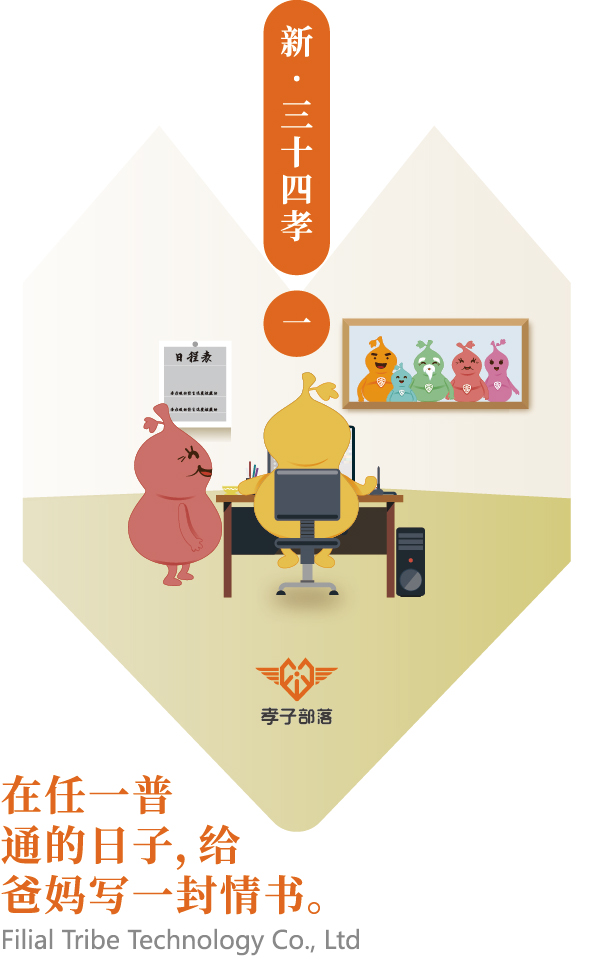 新·三十四孝
一
日程表
孝子部落
在任一普
通的日子，给
爸妈写一封情书。
Filial Tribe Technology Co., Ltd